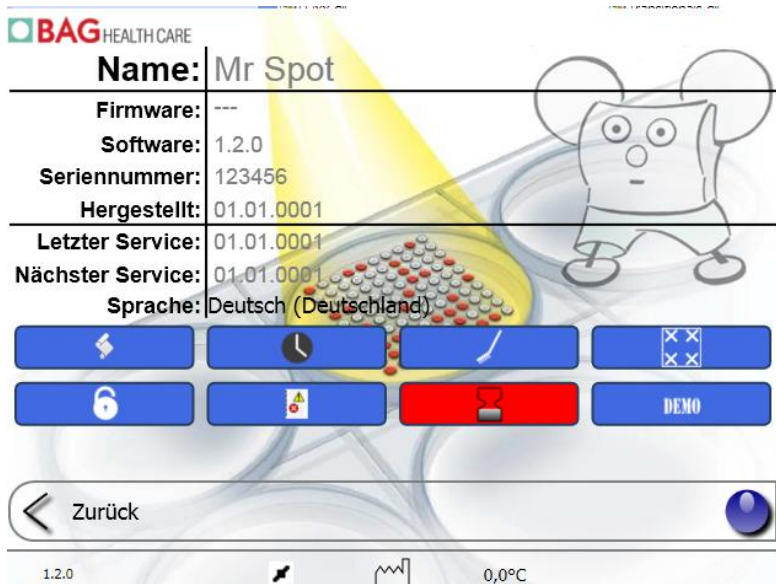 BAG HEALTH CARE
Name: Mr Spot
Firmware: ---
Software: 1.2.0
Seriennummer: 123456
Hergestellt: 01.01.0001
Letzter Service: 01.01.0001
Nächster Service: 01.01.0001
Sprache: Deutsch (Deutschland)
DEMO
Zurück
1.2.0 0,0°C